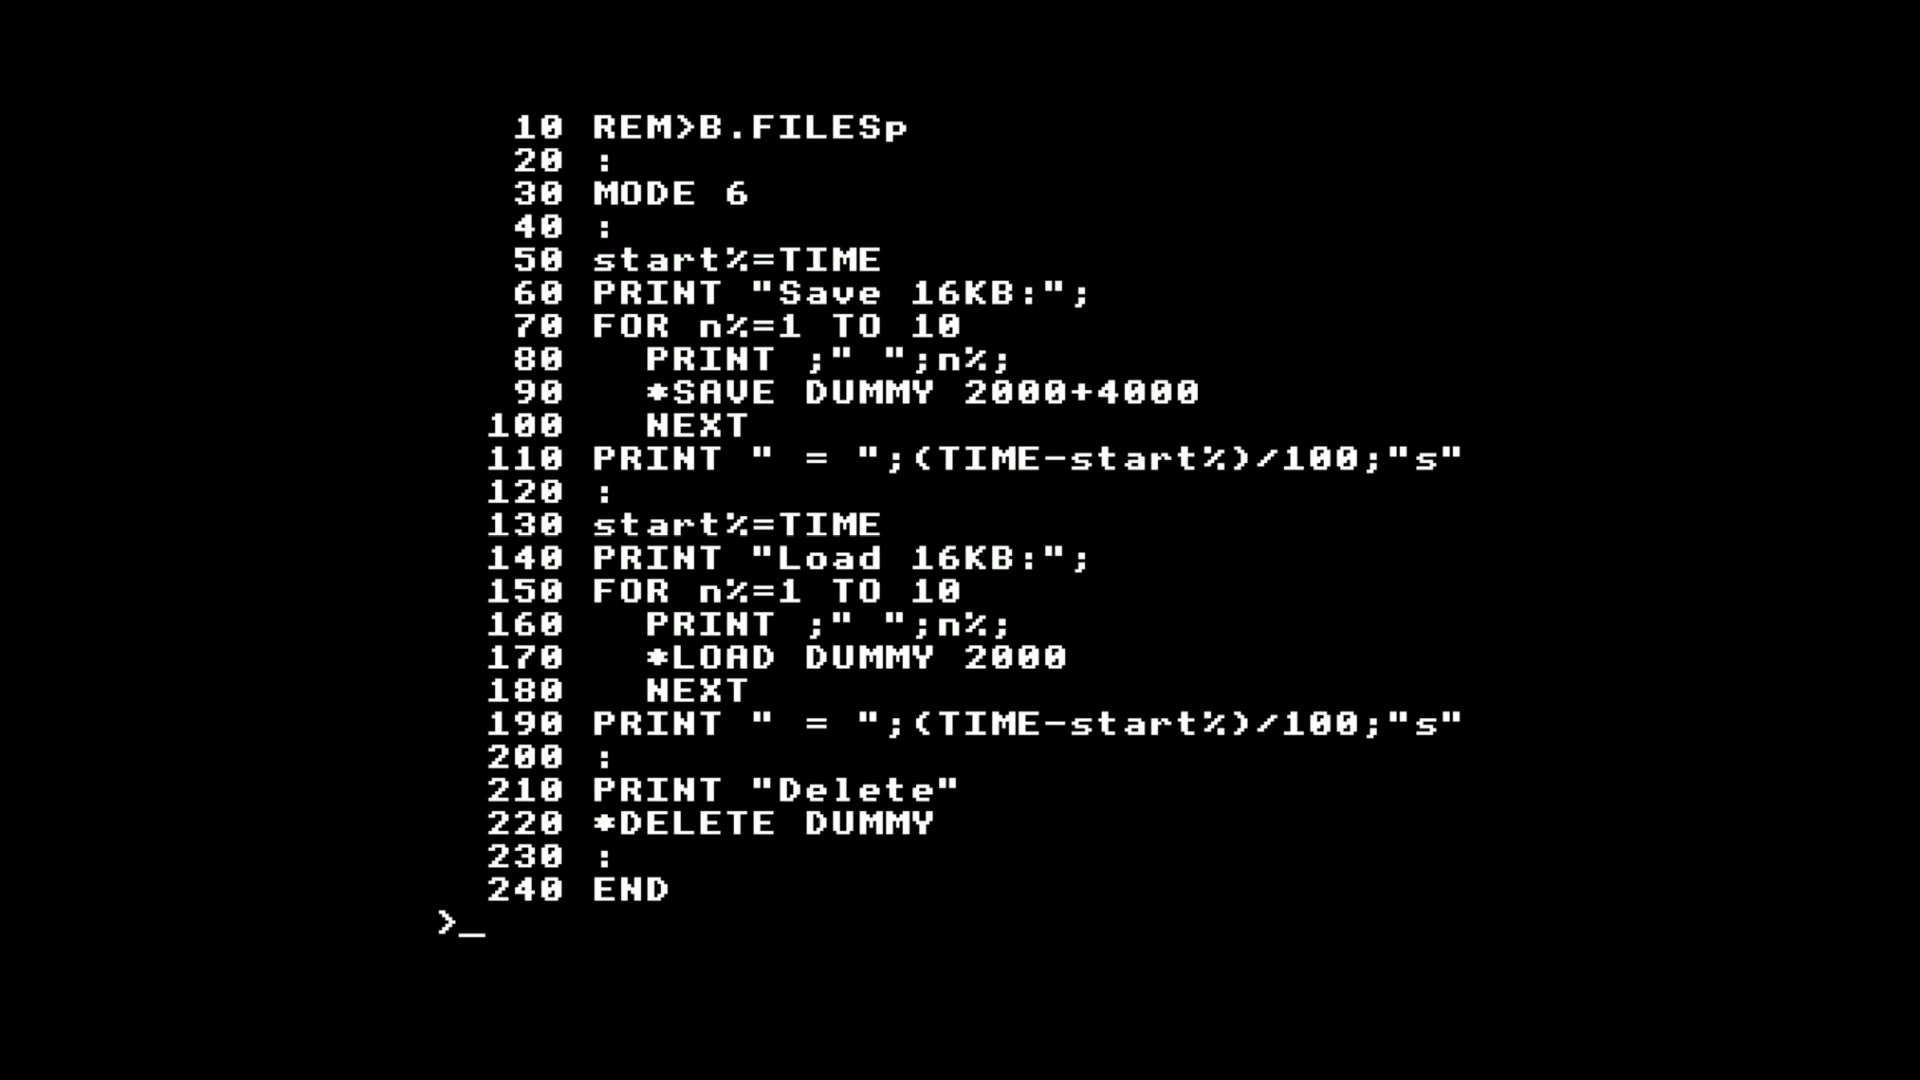 10 REM>B.FILESp
20 :
30 MODE 6
40 :
50 start%=TIME
60 PRINT "Save 16KB:";
70 FOR n%=1 TO 10
80   PRINT ;" ";n%;
90   *SAVE DUMMY 2000+4000
100   NEXT
110 PRINT " = ";(TIME-start%)/100;"s"
120 :
130 start%=TIME
140 PRINT "Load 16KB:";
150 FOR n%=1 TO 10
160   PRINT ;" ";n%;
170   *LOAD DUMMY 2000
180   NEXT
190 PRINT " = ";(TIME-start%)/100;"s"
200 :
210 PRINT "Delete"
220 *DELETE DUMMY
230 :
240 END
>_